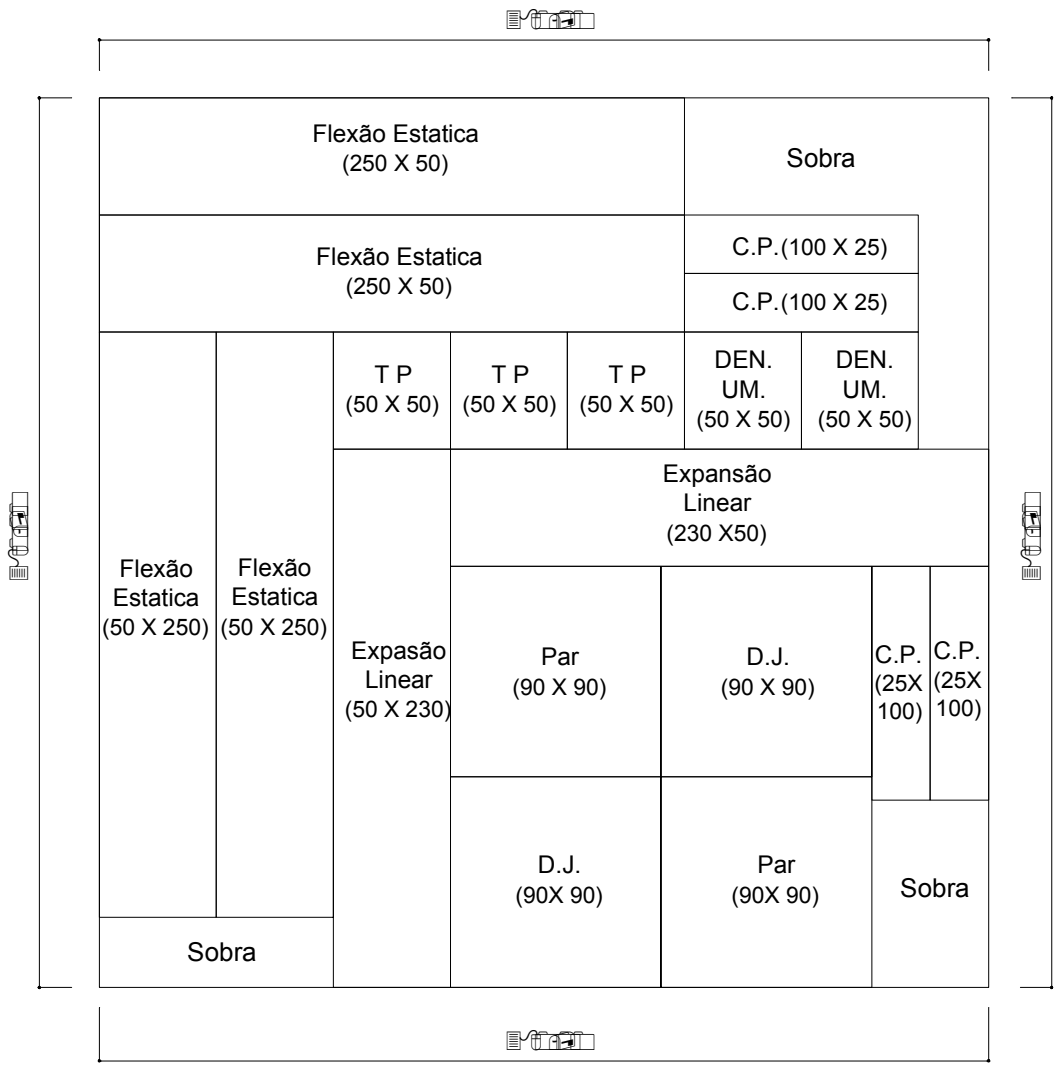 Flexão Estatica
(250 X 50)
Sobra
Flexão Estatica
(250 X 50)
C.P.(100 X 25)
C.P.(100 X 25)
T P
(50 X 50)
T P
(50 X 50)
T P
(50 X 50)
DEN.
UM.
(50 X 50)
DEN.
UM.
(50 X 50)
Expansão
Linear
(230 X50)
Flexão
Estatica
(50 X 250)
Flexão
Estatica
(50 X 250)
Expasão
Linear
(50 X 230)
Par
(90 X 90)
D.J.
(90 X 90)
C.P.
(25X
100)
C.P.
(25X
100)
D.J.
(90X 90)
Par
(90X 90)
Sobra
Sobra